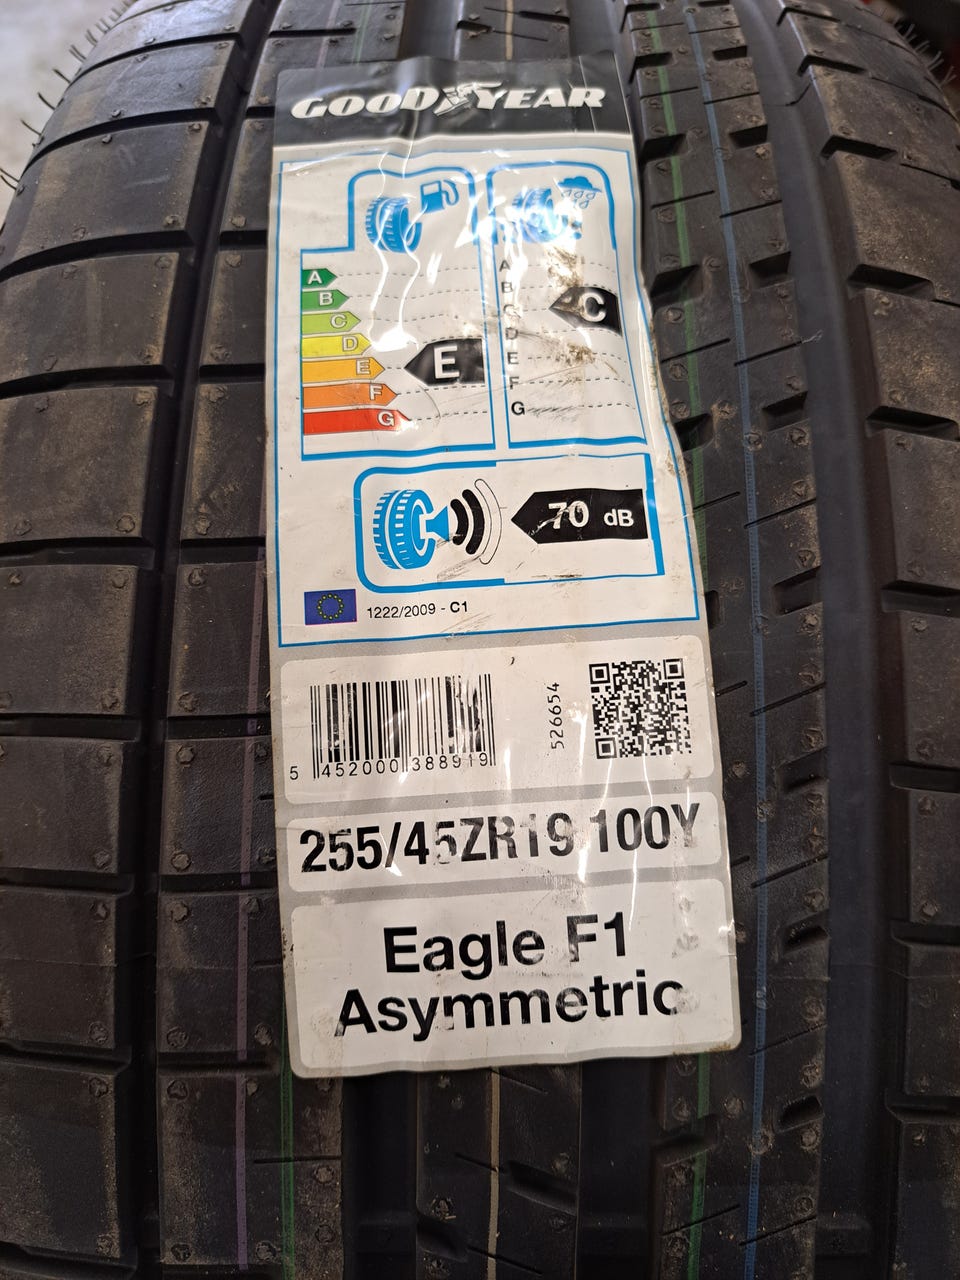 GOODYEAR
A
B
C
D
E
F
G
E
A
B
C
D
E
F
G
C
70 dB
1222/2009 - C1
5 452000 388919
526654
255/45ZR19 100Y
Eagle F1
Asymmetric